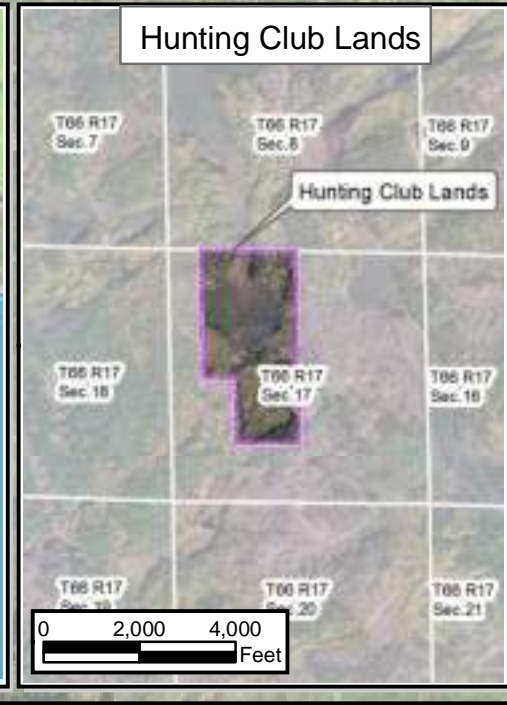 Hunting Club Lands
T66 R17
Sec.7
T66 R17
Sec.8
T66 R17
Sec.9
Hunting Club Lands
T66 R17
Sec.18
T66 R17
Sec.17
T66 R17
Sec.16
T66 R17
Sec.19
T66 R17
Sec.20
T66 R17
Sec.21
0 2,000 4,000
Feet